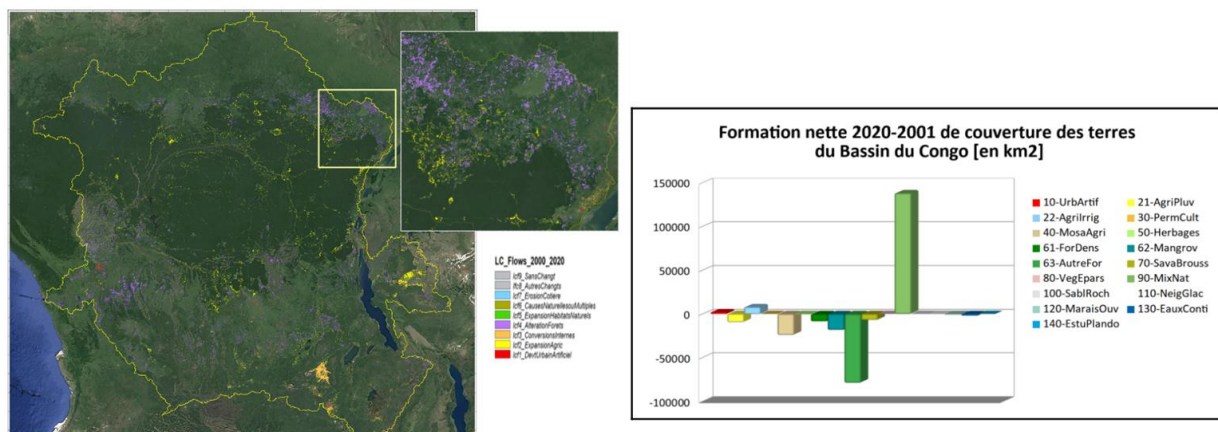 LC_Flows_2000_2020
lcf9_SansChangt
lfc8_AutresChangts
lcf7_ErosionCotiere
lcf6_CausesNaturellesouMultiples
lcf5_ExpansionHabitatsNaturels
lcf4_AlterationForets
lcf3_ConversionsInternes
lcf2_ExpansionAgric
lcf1_DevtUrbainArtificiel
Formation nette 2020-2001 de couverture des terres
du Bassin du Congo [en km2]
150000
100000
50000
0
-50000
-100000
10-UrbArtif 21-AgriPluv
22-AgriIrrig 30-PermCult
40-MosaAgri 50-Herbages
61-ForDens 62-Mangrov
63-AutreFor 70-SavaBrouss
80-VegEpars 90-MixNat
100-SablRoch 110-NeigGlac
120-MaraisOuv 130-EauxConti
140-EstuPlando